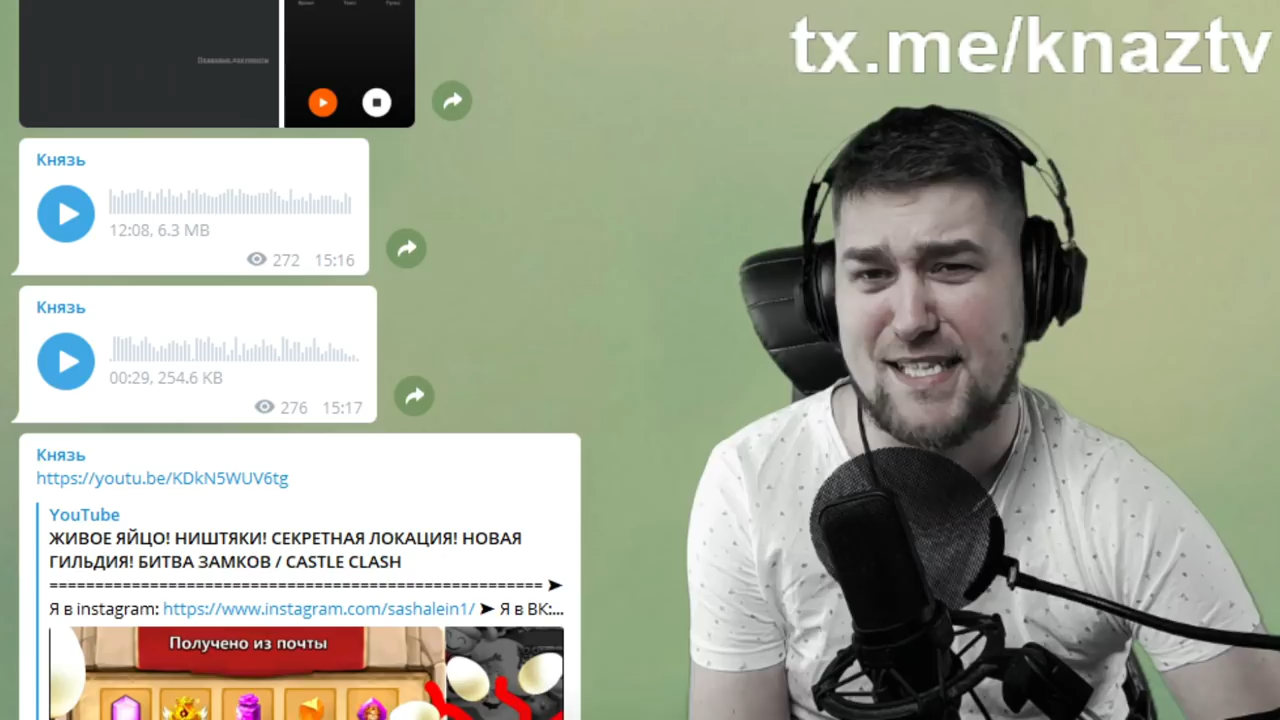 tx.me/knaztv
Князь
12:08, 6.3 MB
272 15:16
Князь
00:29, 254.6 KB
276 15:17
Князь
https://youtu.be/KDkN5WUV6tg
YouTube
ЖИВОЕ ЯЙЦО! НИШТЯКИ! СЕКРЕТНАЯ ЛОКАЦИЯ! НОВАЯ
ГИЛЬДИЯ! БИТВА ЗАМКОВ / CASTLE CLASH
==================================================== ➤
Я в instagram: https://www.instagram.com/sashalein1/ ➤ Я в ВК:...
Получено из почты